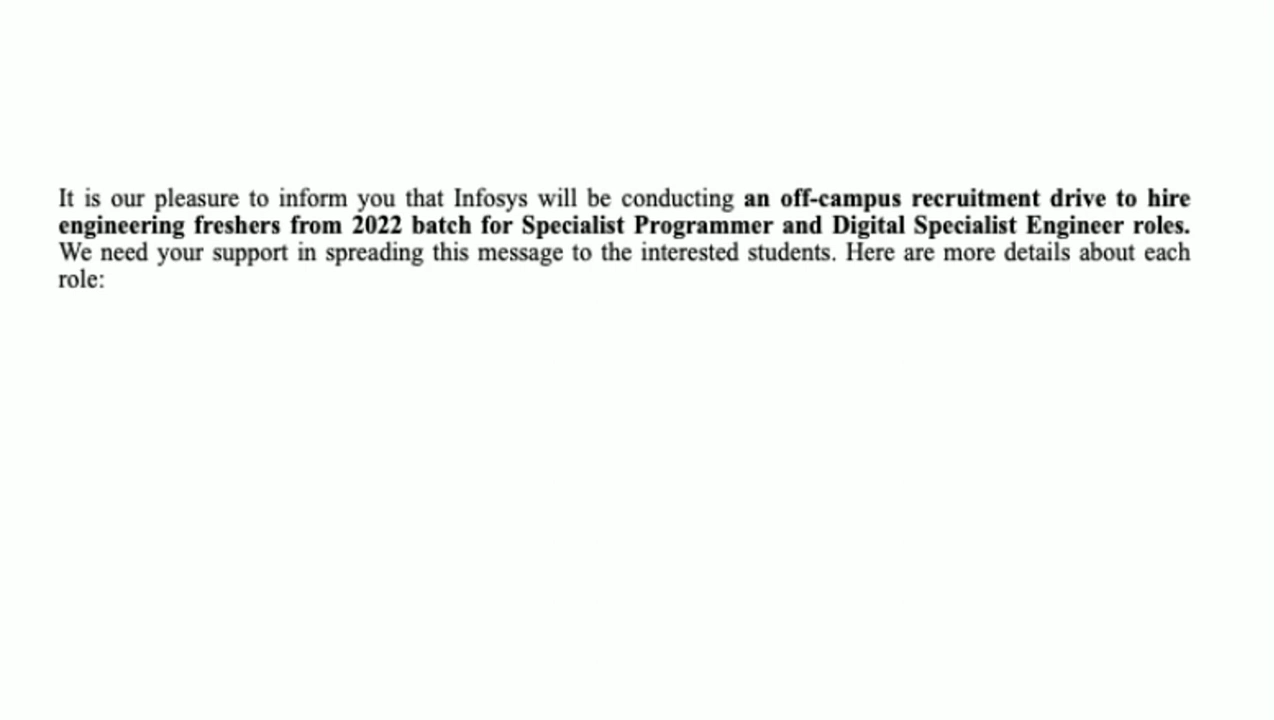 It is our pleasure to inform you that Infosys will be conducting an off-campus recruitment drive to hire
engineering freshers from 2022 batch for Specialist Programmer and Digital Specialist Engineer roles.
We need your support in spreading this message to the interested students. Here are more details about each
role: